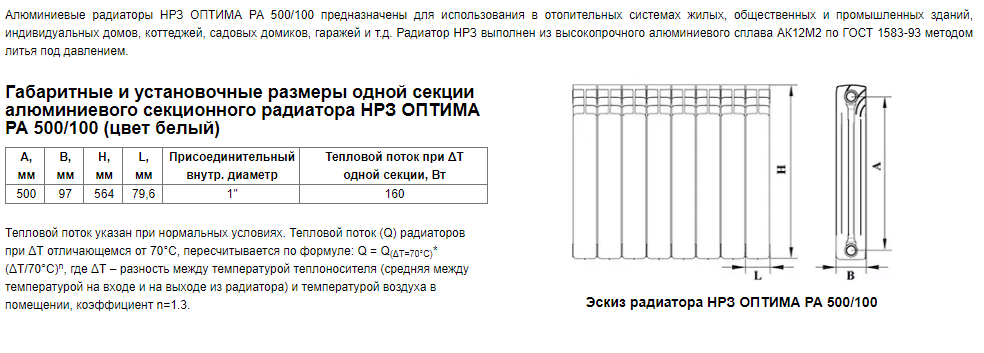 Алюминиевые радиаторы НРЗ ОПТИМА РА 500/100 предназначены для использования в отопительных системах жилых, общественных и промышленных зданий,
индивидуальных домов, коттеджей, садовых домиков, гаражей и т.д. Радиатор НРЗ выполнен из высокопрочного алюминиевого сплава АК12М2 по ГОСТ 1583-93 методом
литья под давлением.
Габаритные и установочные размеры одной секции
алюминиевого секционного радиатора НРЗ ОПТИМА
РА 500/100 (цвет белый)
A, B, H, L, Присоединительный Тепловой поток при ΔT
мм мм мм мм внутр. диаметр одной секции, Вт
500 97 564 79,6 1" 160
Тепловой поток указан при нормальных условиях. Тепловой поток (Q) радиаторов
при ΔT отличающемся от 70°С, пересчитывается по формуле: Q = Q(ΔT=70°C)*
(ΔT/70°C)ⁿ, где ΔT – разность между температурой теплоносителя (средняя между
температурой на входе и на выходе из радиатора) и температурой воздуха в
помещении, коэффициент n=1.3.
H
A
L
B
Эскиз радиатора НРЗ ОПТИМА РА 500/100